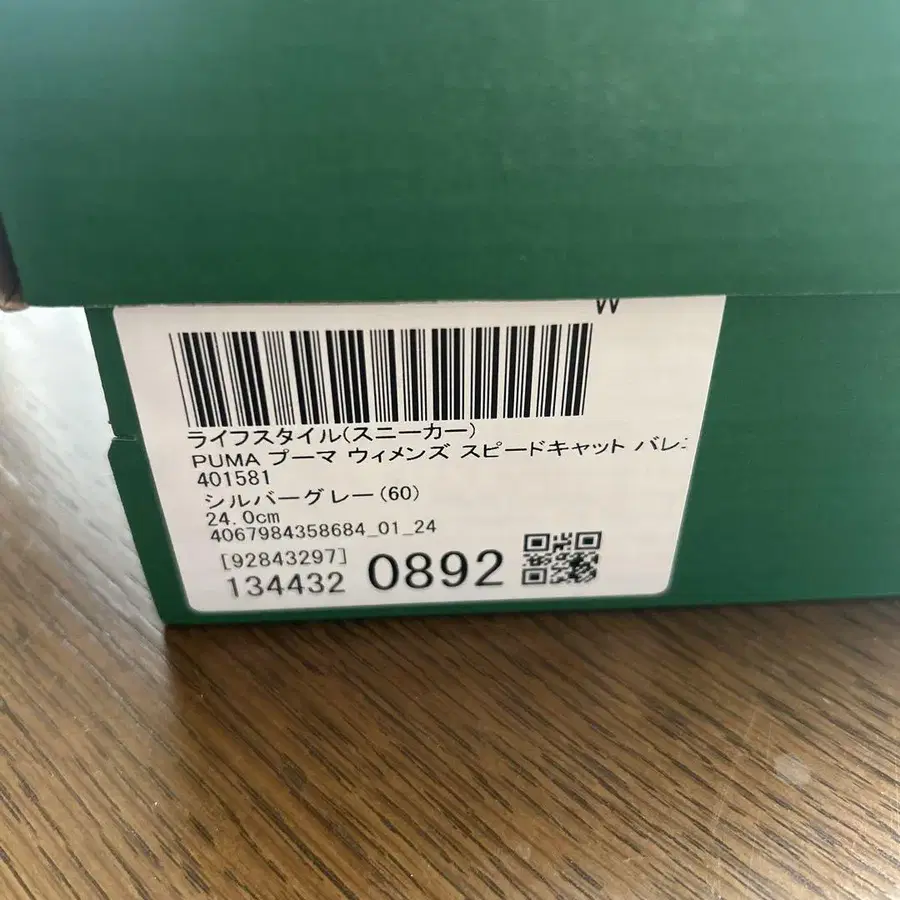 W
ライフスタイル(スニーカー)
PUMA プーマ ウィメンズ スピードキャット バレ
401581
シルバーグレー(60)
24.0cm
4067984358684_01_24
[92843297]
134432 0892